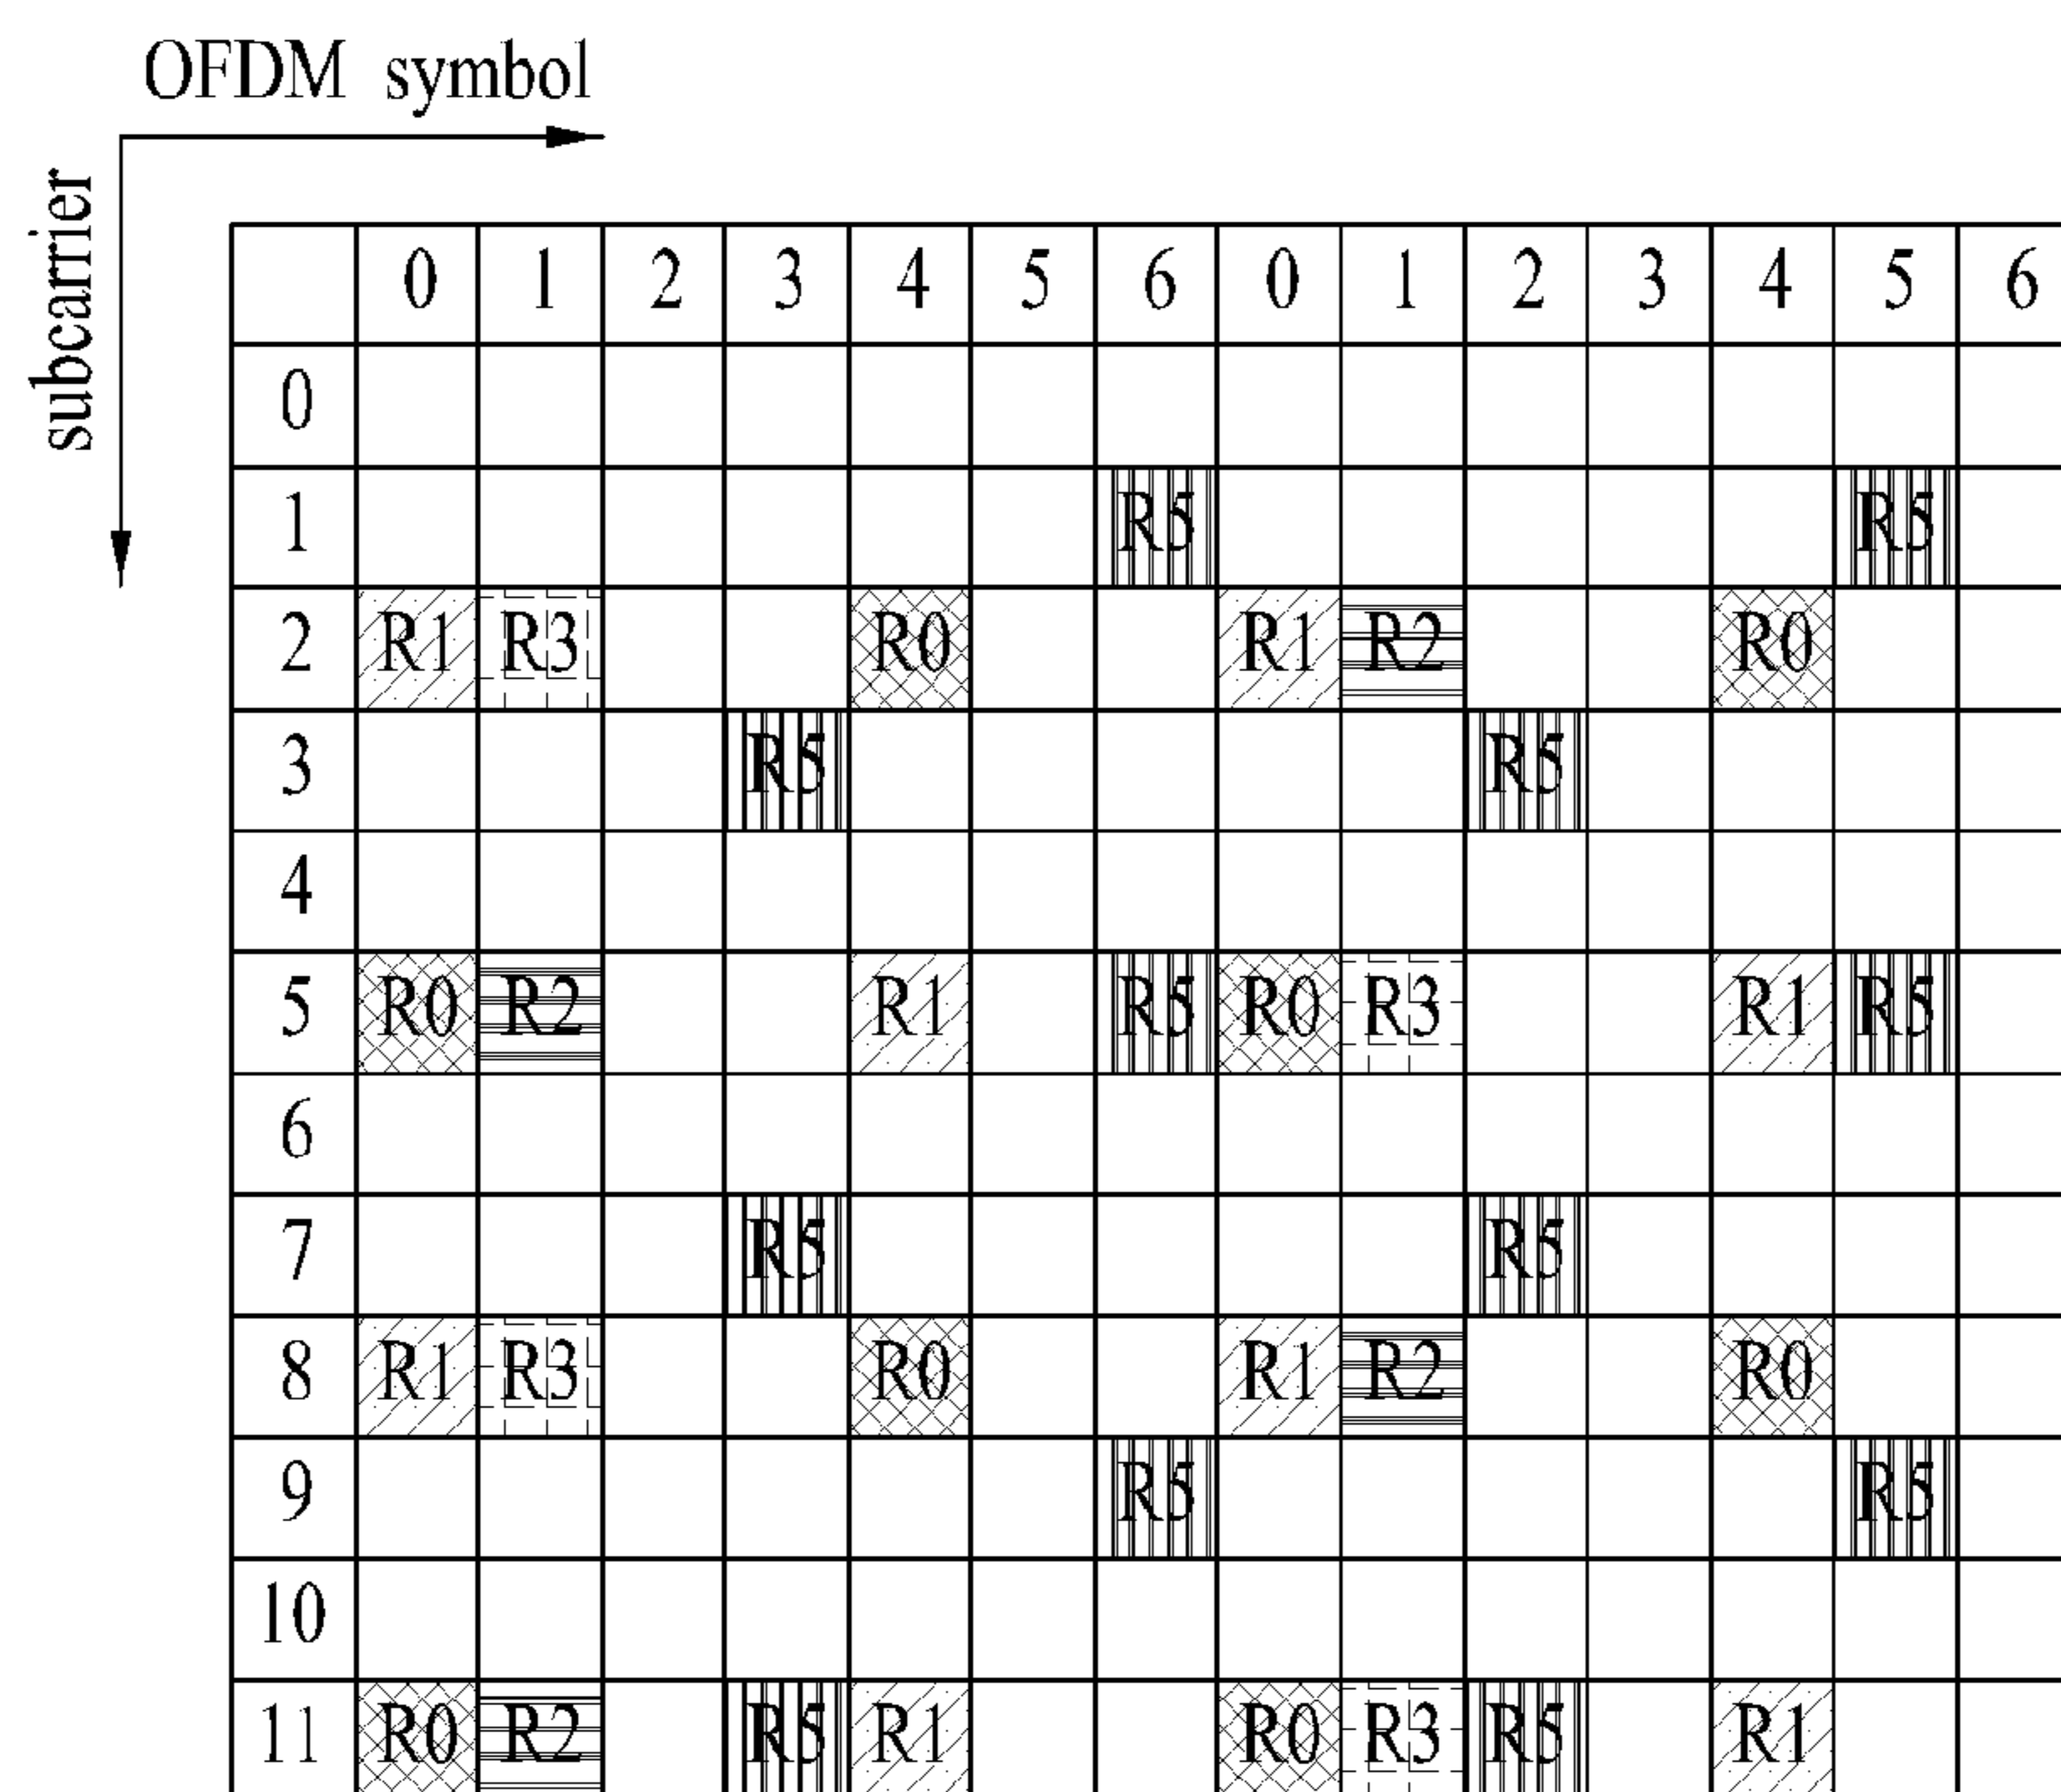 OFDM symbol
subcarrier
0 1 2 3 4 5 6 0 1 2 3 4 5 6
0
1 R5 R5
2 R1 R3 R0 R1 R2 R0
3 R5 R5
4
5 R0 R2 R1 R5 R0 R3 R1 R5
6
7 R5 R5
8 R1 R3 R0 R1 R2 R0
9 R5 R5
10
11 R0 R2 R5 R1 R0 R3 R5 R1